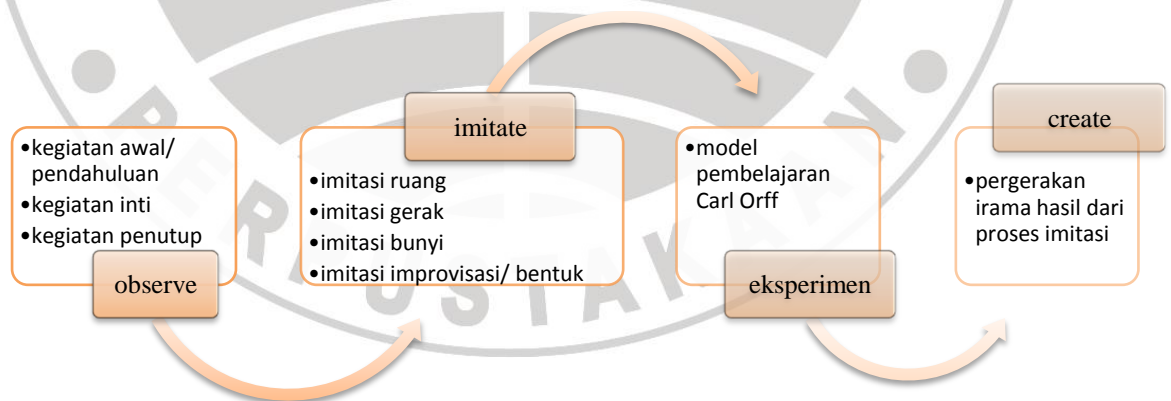 •kegiatan awal/
pendahuluan
•kegiatan inti
•kegiatan penutup
observe
imitate
•imitasi ruang
•imitasi gerak
•imitasi bunyi
•imitasi improvisasi/ bentuk
•model
pembelajaran
Carl Orff
eksperimen
create
•pergerakan
irama hasil dari
proses imitasi
PERPUSTAKAAN